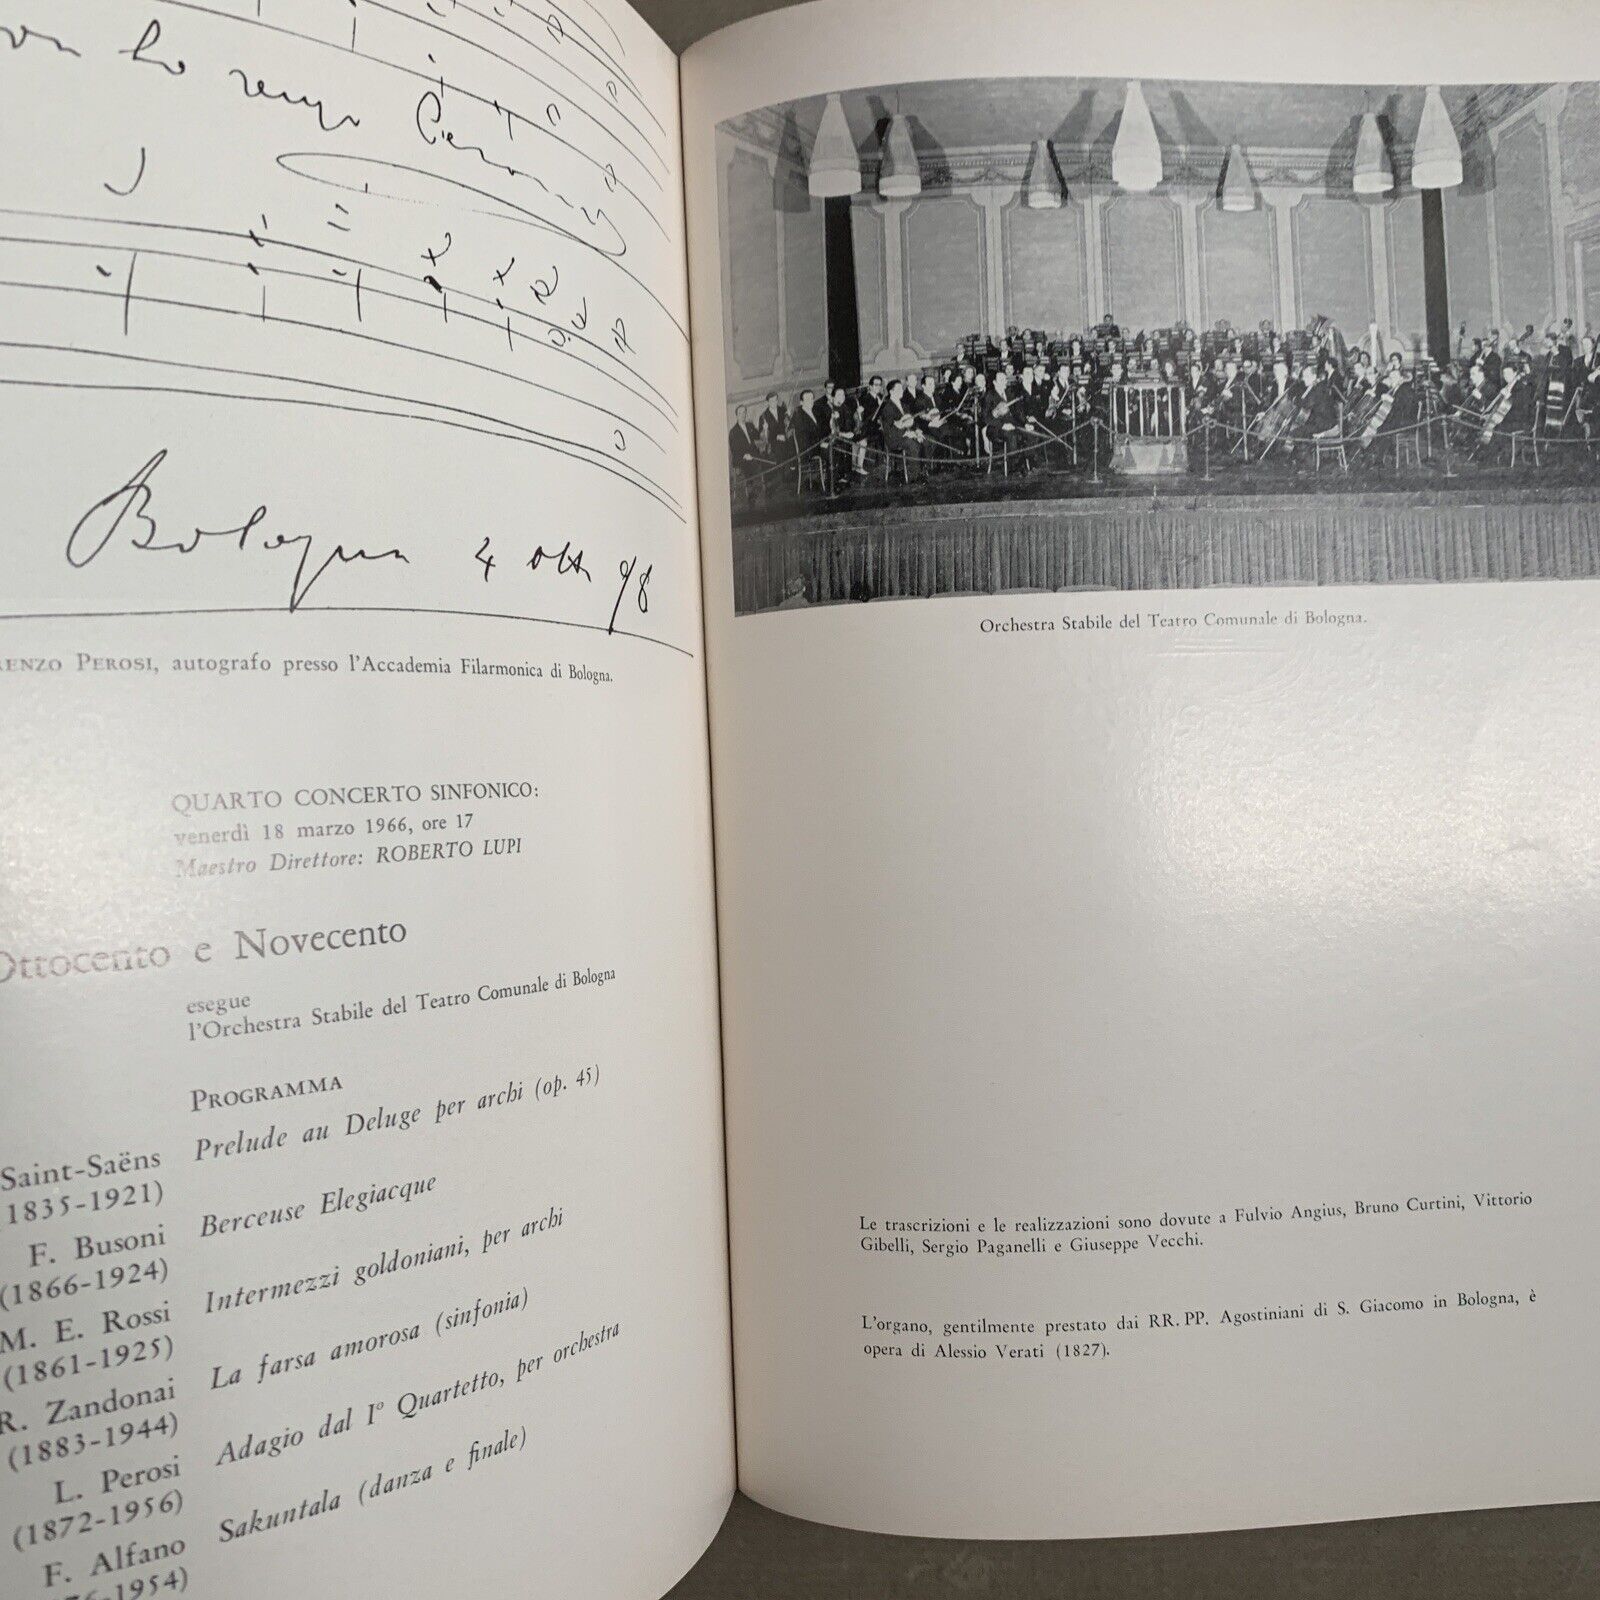 Lorenzo Perosi
Bologna 4 ott 98
RENZO PEROSI, autografo presso l'Accademia Filarmonica di Bologna.
QUARTO CONCERTO SINFONICO:
venerdì 18 marzo 1966, ore 17
Maestro Direttore: ROBERTO LUPI
Ottocento e Novecento
esegue
l'Orchestra Stabile del Teatro Comunale di Bologna
PROGRAMMA
Saint-Saëns Prelude au Deluge per archi (op. 45)
1835-1921)
F. Busoni Berceuse Elegiacque
(1866-1924)
M. E. Rossi Intermezzi goldoniani, per archi
(1861-1925)
R. Zandonai La farsa amorosa (sinfonia)
(1883-1944)
L. Perosi Adagio dal I° Quartetto, per orchestra
(1872-1956)
F. Alfano Sakuntala (danza e finale)
76-1954)
Orchestra Stabile del Teatro Comunale di Bologna.
Le trascrizioni e le realizzazioni sono dovute a Fulvio Angius, Bruno Curtini, Vittorio
Gibelli, Sergio Paganelli e Giuseppe Vecchi.
L'organo, gentilmente prestato dai RR. PP. Agostiniani di S. Giacomo in Bologna, è
opera di Alessio Verati (1827).